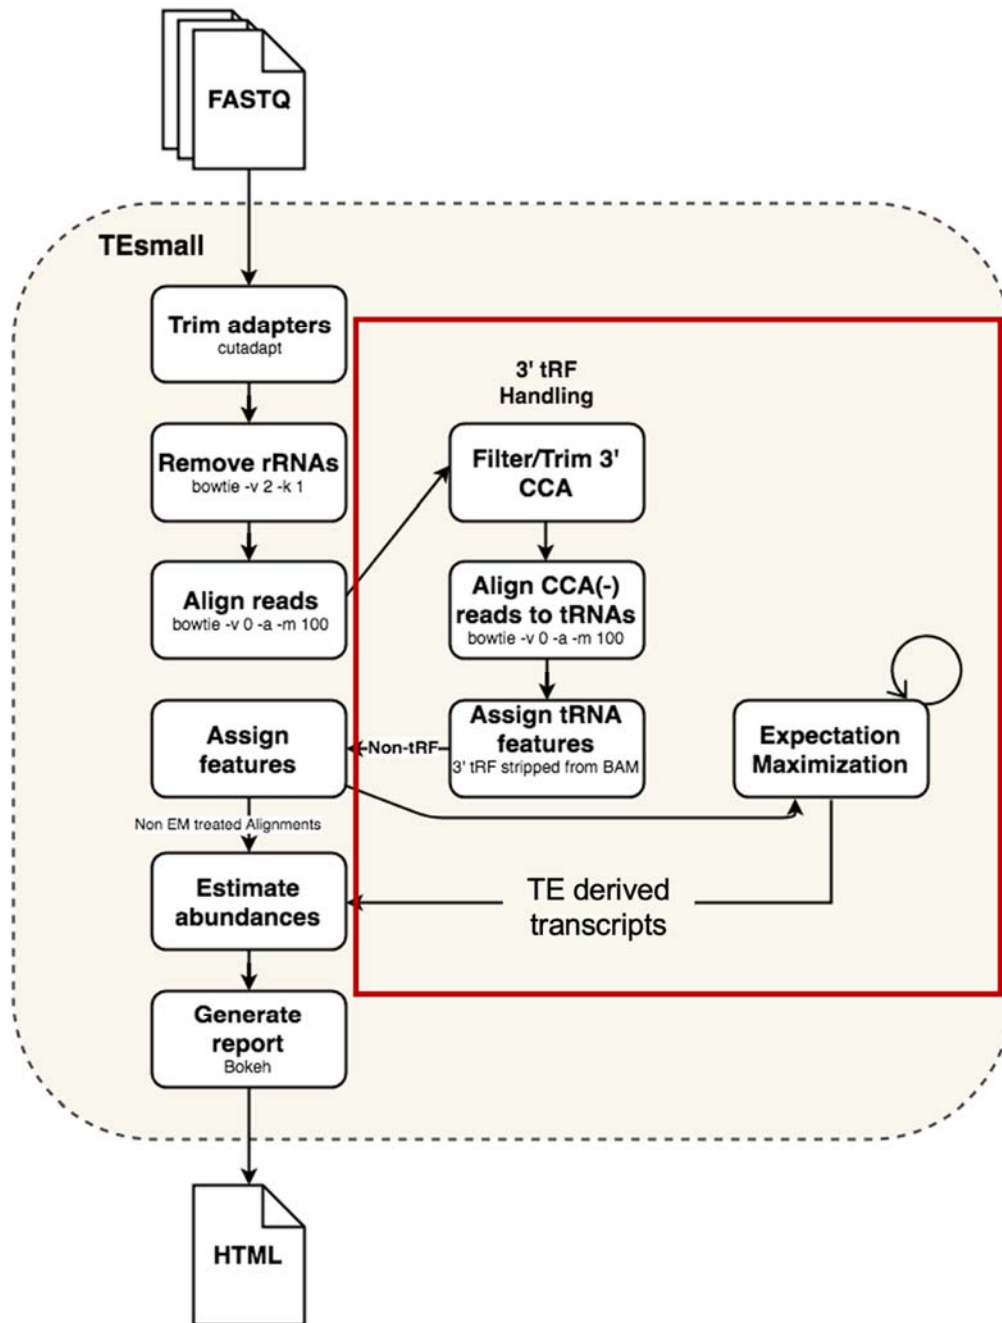 FASTQ
TEsmall
Trim adapters
cutadapt
Remove rRNAs
bowtie -v 2 -k 1
Align reads
bowtie -v 0 -a -m 100
3' tRF
Handling
Filter/Trim 3'
CCA
Align CCA(-)
reads to tRNAs
bowtie -v 0 -a -m 100
Assign tRNA
features
3' tRF stripped from BAM
Non-tRF
Assign
features
Expectation
Maximization
Non EM treated Alignments
Estimate
abundances
TE derived
transcripts
Generate
report
Bokeh
HTML